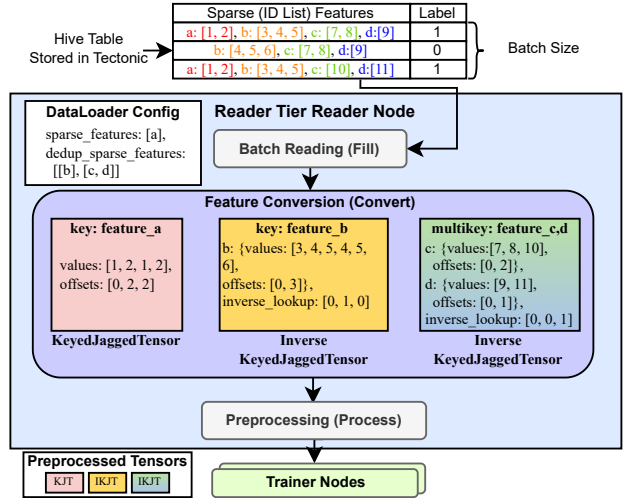 Sparse (ID List) Features Label
Hive Table
Stored in Tectonic
a: [1, 2], b: [3, 4, 5], c: [7, 8], d:[9] 1
b: [4, 5, 6], c: [7, 8], d:[9] 0
a: [1, 2], b: [3, 4, 5], c: [10], d:[11] 1
Batch Size
DataLoader Config
sparse_features: [a],
dedup_sparse_features:
[[b], [c, d]]
Reader Tier Reader Node
Batch Reading (Fill)
Feature Conversion (Convert)
key: feature_a
values: [1, 2, 1, 2],
offsets: [0, 2, 2]
KeyedJaggedTensor
key: feature_b
b: {values: [3, 4, 5, 4, 5,
6],
offsets: [0, 3]},
inverse_lookup: [0, 1, 0]
Inverse
KeyedJaggedTensor
multikey: feature_c,d
c: {values:[7, 8, 10],
offsets: [0, 2]},
d: {values: [9, 11],
offsets: [0, 1]},
inverse_lookup: [0, 0, 1]
Inverse
KeyedJaggedTensor
Preprocessing (Process)
Preprocessed Tensors
KJT IKJT IKJT
Trainer Nodes